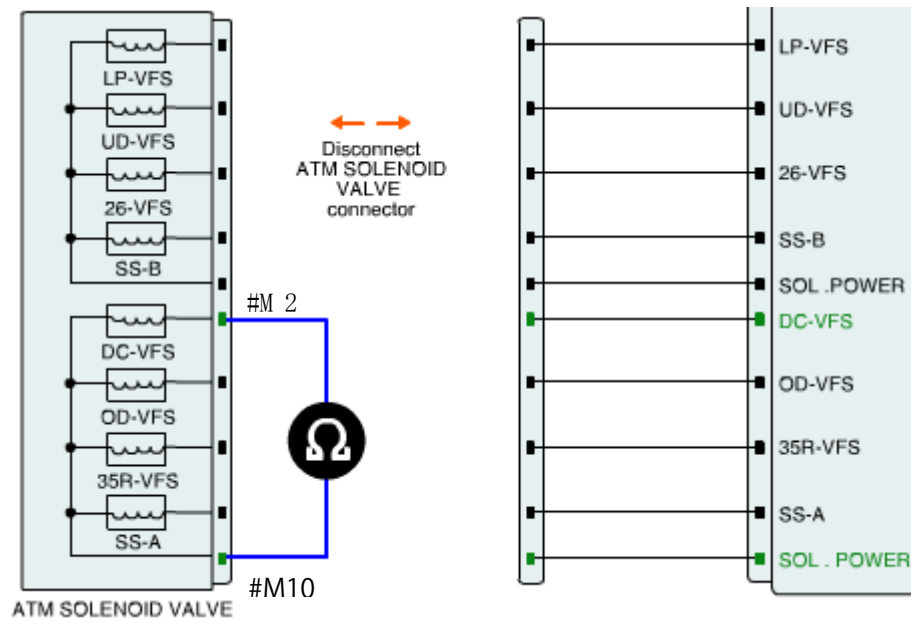 LP-VFS
UD-VFS
26-VFS
SS-B
DC-VFS
OD-VFS
35R-VFS
SS-A
ATM SOLENOID VALVE
#M 2
Ω
#M10
Disconnect
ATM SOLENOID
VALVE
connector
LP-VFS
UD-VFS
26-VFS
SS-B
SOL .POWER
DC-VFS
OD-VFS
35R-VFS
SS-A
SOL . POWER